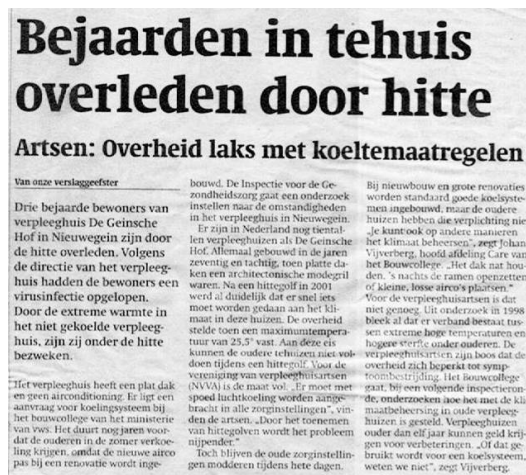 Bejaarden in tehuis
overleden door hitte
Artsen: Overheid laks met koeltemaatregelen
Van onze verslaggeefster
Drie bejaarde bewoners van
verpleeghuis De Geinsche
Hof in Nieuwegein zijn door
de hitte overleden. Volgens
de directie van het verpleeg-
huis hadden de bewoners een
virusinfectie opgelopen.
Door de extreme warmte in
het niet gekoelde verpleeg-
huis, zijn zij onder de hitte
bezweken.
Het verpleeghuis heeft een plat dak
en geen airconditioning. Er ligt een
aanvraag voor koelingsysteem bij
het bouwcollege van het ministerie
van VWS. Het duurt nog jaren voor-
dat de ouderen in de zomer verkoe-
ling krijgen, omdat de nieuwe airco
pas bij een renovatie wordt inge-
bouwd. De Inspectie voor de Ge-
zondheidszorg gaat een onderzoek
instellen naar de omstandigheden
in het verpleeghuis in Nieuwegein.
Er zijn in Nederland nog tiental-
len verpleeghuizen als De Geinsche
Hof. Allemaal gebouwd in de jaren
zeventig en tachtig, toen platte da-
ken een architectonische modegril
waren. Na een hittegolf in 2001
werd al duidelijk dat er snel iets
moet worden gedaan aan het kli-
maat in deze huizen. De overheid
stelde toen een maximumtempera-
tuur van 25,5° vast. Aan deze eis
kunnen de oudere tehuizen niet vol-
doen tijdens een hittegolf. Voor de
vereniging van verpleeghuisartsen
(NVVA) is de maat vol. „Er moet met
spoed luchtkoeling worden aange-
bracht in alle zorginstellingen”, vin-
den de artsen. „Door het toenemen
van hittegolven wordt het probleem
nijpender.”
Toch blijven de oude zorginstellin-
gen modderen tijdens hete dagen.
Bij nieuwbouw en grote renovaties
worden standaard goede koelsyste-
men ingebouwd, maar de oudere
huizen hebben die verplichting niet.
„Je kunt ook op andere manieren
het klimaat beheersen”, zegt Johan
Vijverberg, hoofd afdeling Care van
het Bouwcollege. „Het dak nat hou-
den, 's nachts de ramen openzetten
of kleine, losse airco's plaatsen.”
Voor de verpleeghuisartsen is dat
niet genoeg. Uit onderzoek in 1998
bleek al dat er verband bestaat tus-
sen extreme hoge temperaturen en
hogere sterfte onder ouderen. De
verpleeghuisartsen zijn boos dat de
overheid zich beperkt tot symp-
toombestrijding. Het Bouwcollege
gaat, bij een volgende inspectieron-
de, onderzoeken hoe het met de kli-
maatbeheersing in oude verpleeg-
huizen is gesteld. Verpleeghuizen
ouder dan elf jaar kunnen geld krij-
gen voor verbeteringen. „Of dat ge-
bruikt wordt voor een koelsysteem,
weten we niet”, zegt Vijverberg.